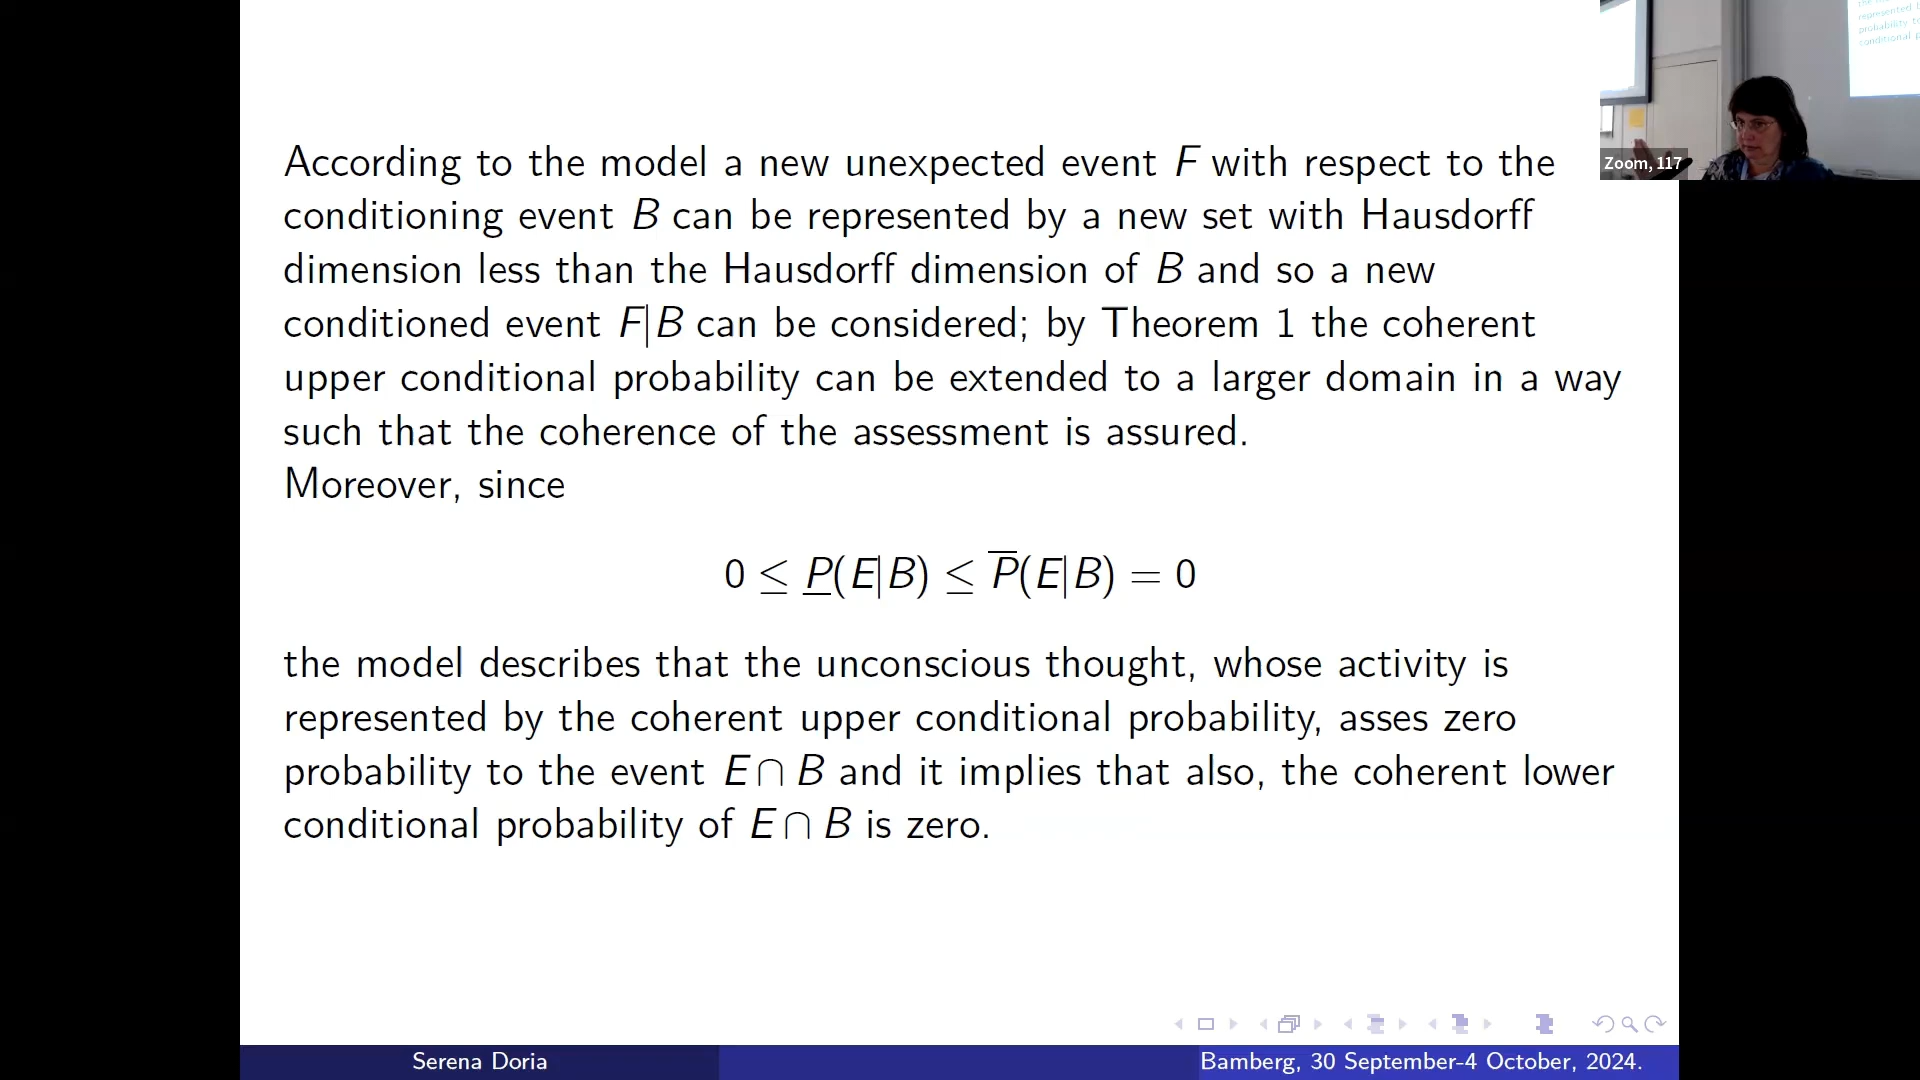 According to the model a new unexpected event F with respect to the
conditioning event B can be represented by a new set with Hausdorff
dimension less than the Hausdorff dimension of B and so a new
conditioned event F|B can be considered; by Theorem 1 the coherent
upper conditional probability can be extended to a larger domain in a way
such that the coherence of the assessment is assured.
Moreover, since
0 ≤ P̲(E|B) ≤ P̅(E|B) = 0
the model describes that the unconscious thought, whose activity is
represented by the coherent upper conditional probability, asses zero
probability to the event E ∩ B and it implies that also, the coherent lower
conditional probability of E ∩ B is zero.
Serena Doria
Bamberg, 30 September-4 October, 2024.
represented
probability to
conditional p
Zoom, 117